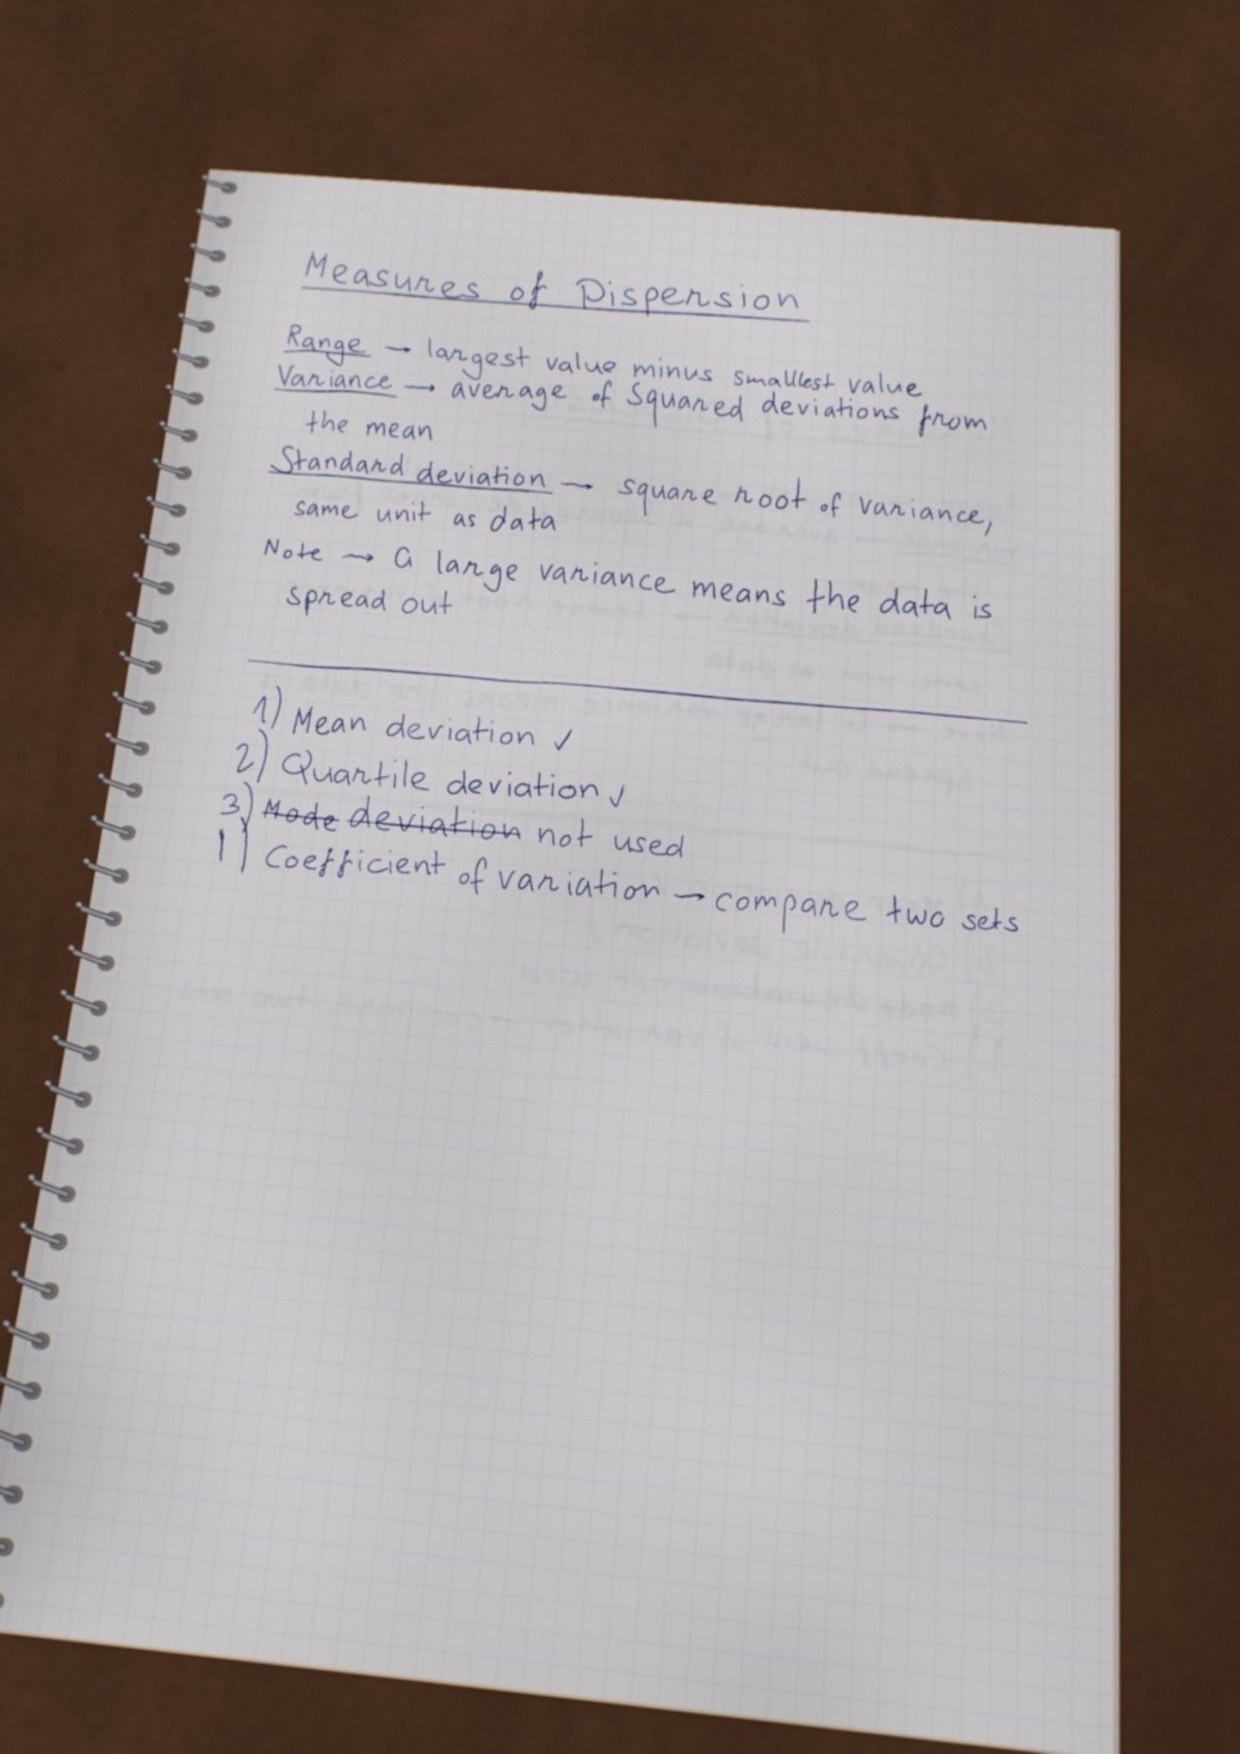 Measures of Dispersion
Range → largest value minus smallest value
Variance → average of squared deviations from
the mean
Standard deviation → square root of variance,
same unit as data
Note → a large variance means the data is
spread out
1) Mean deviation ✓
2) Quartile deviation ✓
3) Mode deviation not used
1) Coefficient of variation → compare two sets